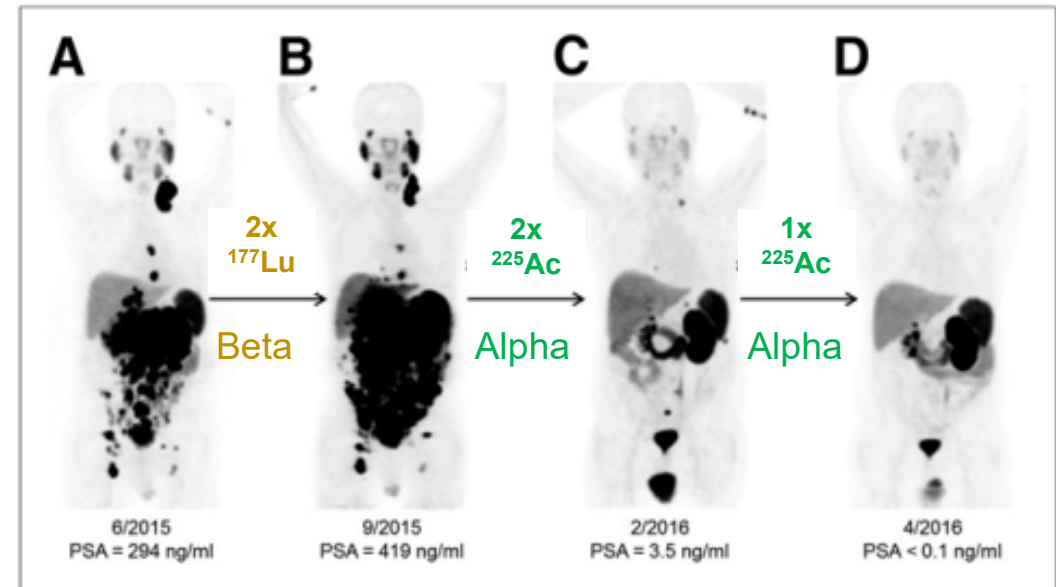 A
B
C
D
2x
¹⁷⁷Lu
Beta
2x
²²⁵Ac
Alpha
1x
²²⁵Ac
Alpha
6/2015
PSA = 294 ng/ml
9/2015
PSA = 419 ng/ml
2/2016
PSA = 3.5 ng/ml
4/2016
PSA < 0.1 ng/ml